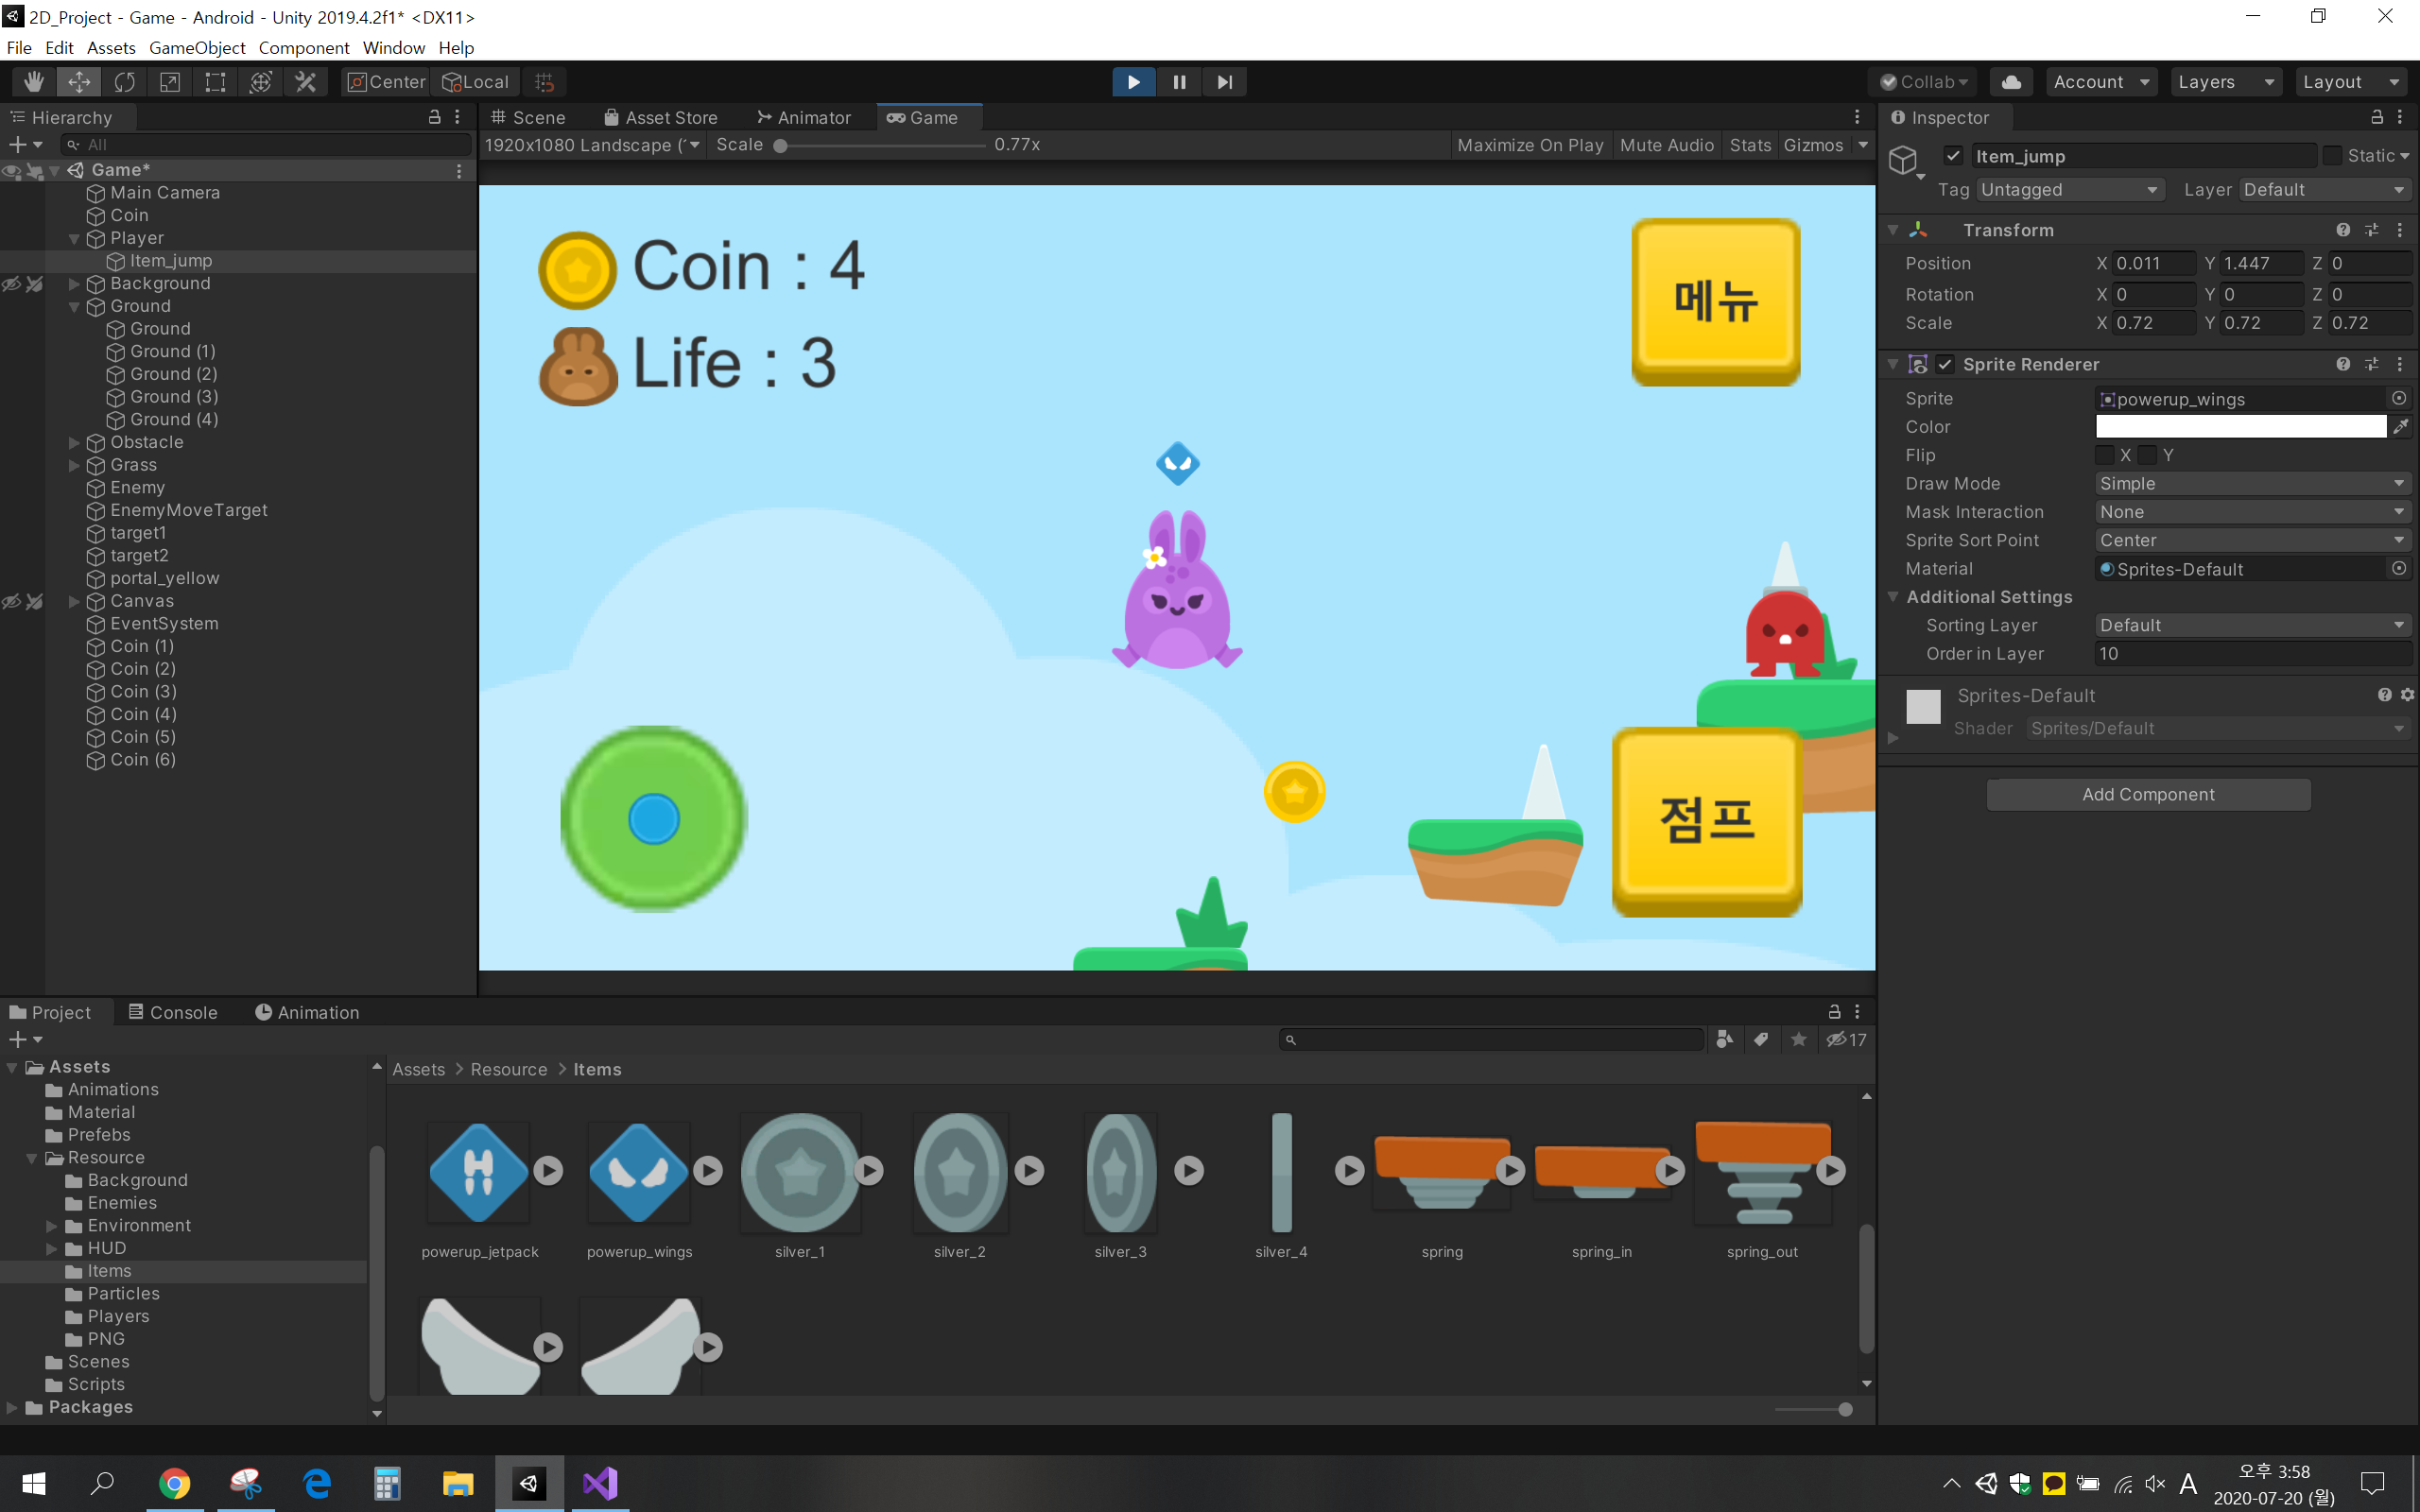 2D_Project - Game - Android - Unity 2019.4.2f1* <DX11>
File Edit Assets GameObject Component Window Help
Center Local
Collab Account Layers Layout
Hierarchy
All
Game*
Main Camera
Coin
Player
Item_jump
Background
Ground
Ground
Ground (1)
Ground (2)
Ground (3)
Ground (4)
Obstacle
Grass
Enemy
EnemyMoveTarget
target1
target2
portal_yellow
Canvas
EventSystem
Coin (1)
Coin (2)
Coin (3)
Coin (4)
Coin (5)
Coin (6)
Scene Asset Store Animator Game
1920x1080 Landscape (' Scale 0.77x Maximize On Play Mute Audio Stats Gizmos
Coin : 4
Life : 3
메뉴
점프
Inspector
Item_jump Static
Tag Untagged Layer Default
Transform
Position X 0.011 Y 1.447 Z 0
Rotation X 0 Y 0 Z 0
Scale X 0.72 Y 0.72 Z 0.72
Sprite Renderer
Sprite powerup_wings
Color
Flip X Y
Draw Mode Simple
Mask Interaction None
Sprite Sort Point Center
Material Sprites-Default
Additional Settings
Sorting Layer Default
Order in Layer 10
Sprites-Default
Shader Sprites/Default
Add Component
Project Console Animation
17
Assets
Animations
Material
Prefebs
Resource
Background
Enemies
Environment
HUD
Items
Particles
Players
PNG
Scenes
Scripts
Packages
Assets > Resource > Items
powerup_jetpack powerup_wings silver_1 silver_2 silver_3 silver_4 spring spring_in spring_out
A
오후 3:58
2020-07-20 (월)